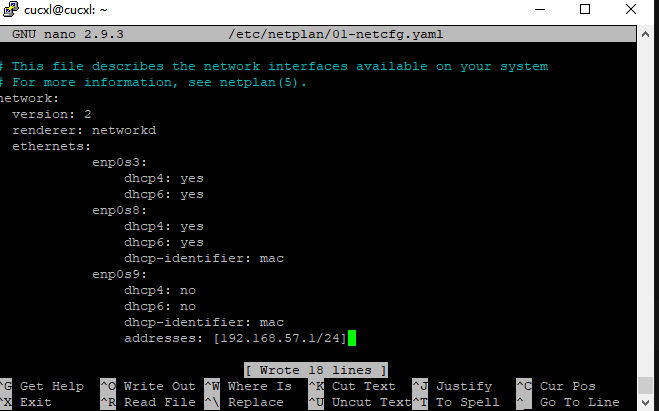 cucxl@cucxl: ~
GNU nano 2.9.3 /etc/netplan/01-netcfg.yaml
# This file describes the network interfaces available on your system
# For more information, see netplan(5).
network:
  version: 2
  renderer: networkd
  ethernets:
            enp0s3:
                dhcp4: yes
                dhcp6: yes
            enp0s8:
                dhcp4: yes
                dhcp6: yes
                dhcp-identifier: mac
            enp0s9:
                dhcp4: no
                dhcp6: no
                dhcp-identifier: mac
                addresses: [192.168.57.1/24]
[ Wrote 18 lines ]
^G Get Help ^O Write Out ^W Where Is ^K Cut Text ^J Justify ^C Cur Pos
^X Exit ^R Read File ^\ Replace ^U Uncut Text ^T To Spell ^_ Go To Line